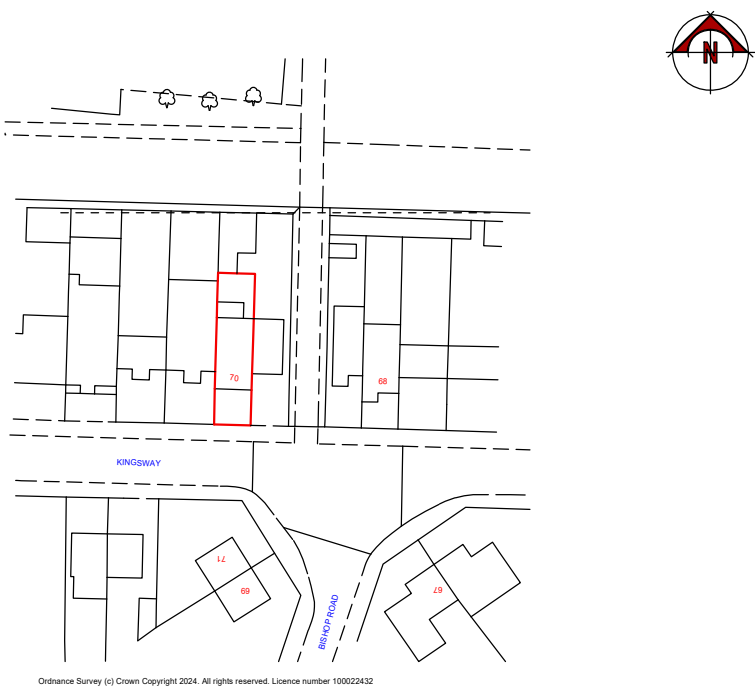 N
70
68
KINGSWAY
71
69
67
BISHOP ROAD
Ordnance Survey (c) Crown Copyright 2024. All rights reserved. Licence number 100022432